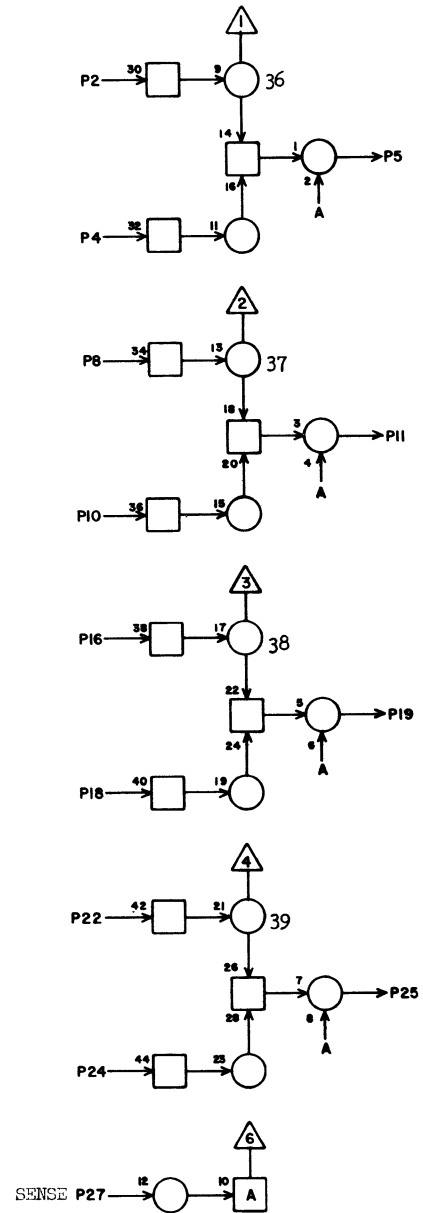 1
30 9 36
P2
14 1 P5
16 2
A
32 11
P4
2
34 13 37
P8
18 3 P11
20 4
A
36 15
P10
3
38 17 38
P16
22 5 P19
24 6
A
40 19
P18
4
42 21 39
P22
26 7 P25
28 8
A
44 23
P24
6
12 10
SENSE P27 A